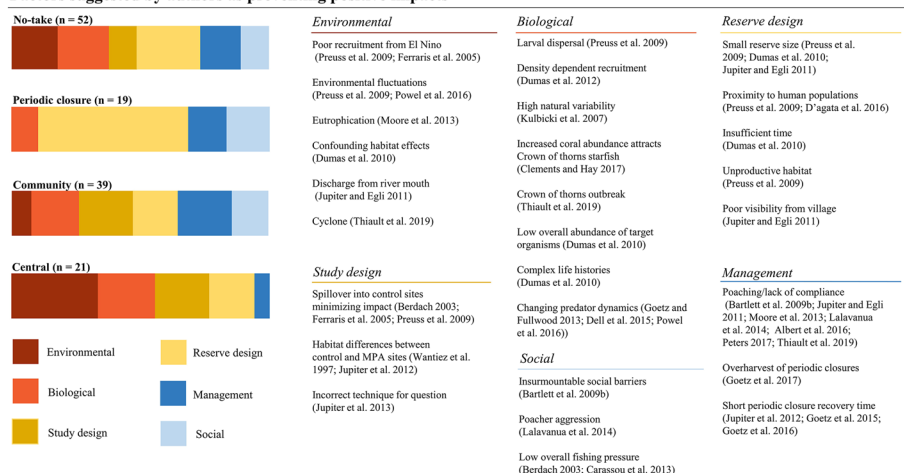 No-take (n = 52)
Periodic closure (n = 19)
Community (n = 39)
Central (n = 21)
Environmental
Biological
Study design
Reserve design
Management
Social
Environmental
Poor recruitment from El Nino
(Preuss et al. 2009; Ferraris et al. 2005)
Environmental fluctuations
(Preuss et al. 2009; Powel et al. 2016)
Eutrophication (Moore et al. 2013)
Confounding habitat effects
(Dumas et al. 2010)
Discharge from river mouth
(Jupiter and Egli 2011)
Cyclone (Thiault et al. 2019)
Study design
Spillover into control sites
minimizing impact (Berdach 2003;
Ferraris et al. 2005; Preuss et al. 2009)
Habitat differences between
control and MPA sites (Wantiez et al.
1997; Jupiter et al. 2012)
Incorrect technique for question
(Jupiter et al. 2013)
Biological
Larval dispersal (Preuss et al. 2009)
Density dependent recruitment
(Dumas et al. 2012)
High natural variability
(Kulbicki et al. 2007)
Increased coral abundance attracts
Crown of thorns starfish
(Clements and Hay 2017)
Crown of thorns outbreak
(Thiault et al. 2019)
Low overall abundance of target
organisms (Dumas et al. 2010)
Complex life histories
(Dumas et al. 2010)
Changing predator dynamics (Goetz and
Fullwood 2013; Dell et al. 2015; Powel
et al. 2016))
Social
Insurmountable social barriers
(Bartlett et al. 2009b)
Poacher aggression
(Lalavanua et al. 2014)
Low overall fishing pressure
(Berdach 2003; Carassou et al. 2013)
Reserve design
Small reserve size (Preuss et al.
2009; Dumas et al. 2010;
Jupiter and Egli 2011)
Proximity to human populations
(Preuss et al. 2009; D'agata et al. 2016)
Insufficient time
(Dumas et al. 2010)
Unproductive habitat
(Preuss et al. 2009)
Poor visibility from village
(Jupiter and Egli 2011)
Management
Poaching/lack of compliance
(Bartlett et al. 2009b; Jupiter and Egli
2011; Moore et al. 2013; Lalavanua
et al. 2014; Albert et al. 2016;
Peters 2017; Thiault et al. 2019)
Overharvest of periodic closures
(Goetz et al. 2017)
Short periodic closure recovery time
(Jupiter et al. 2012; Goetz et al. 2015;
Goetz et al. 2016)